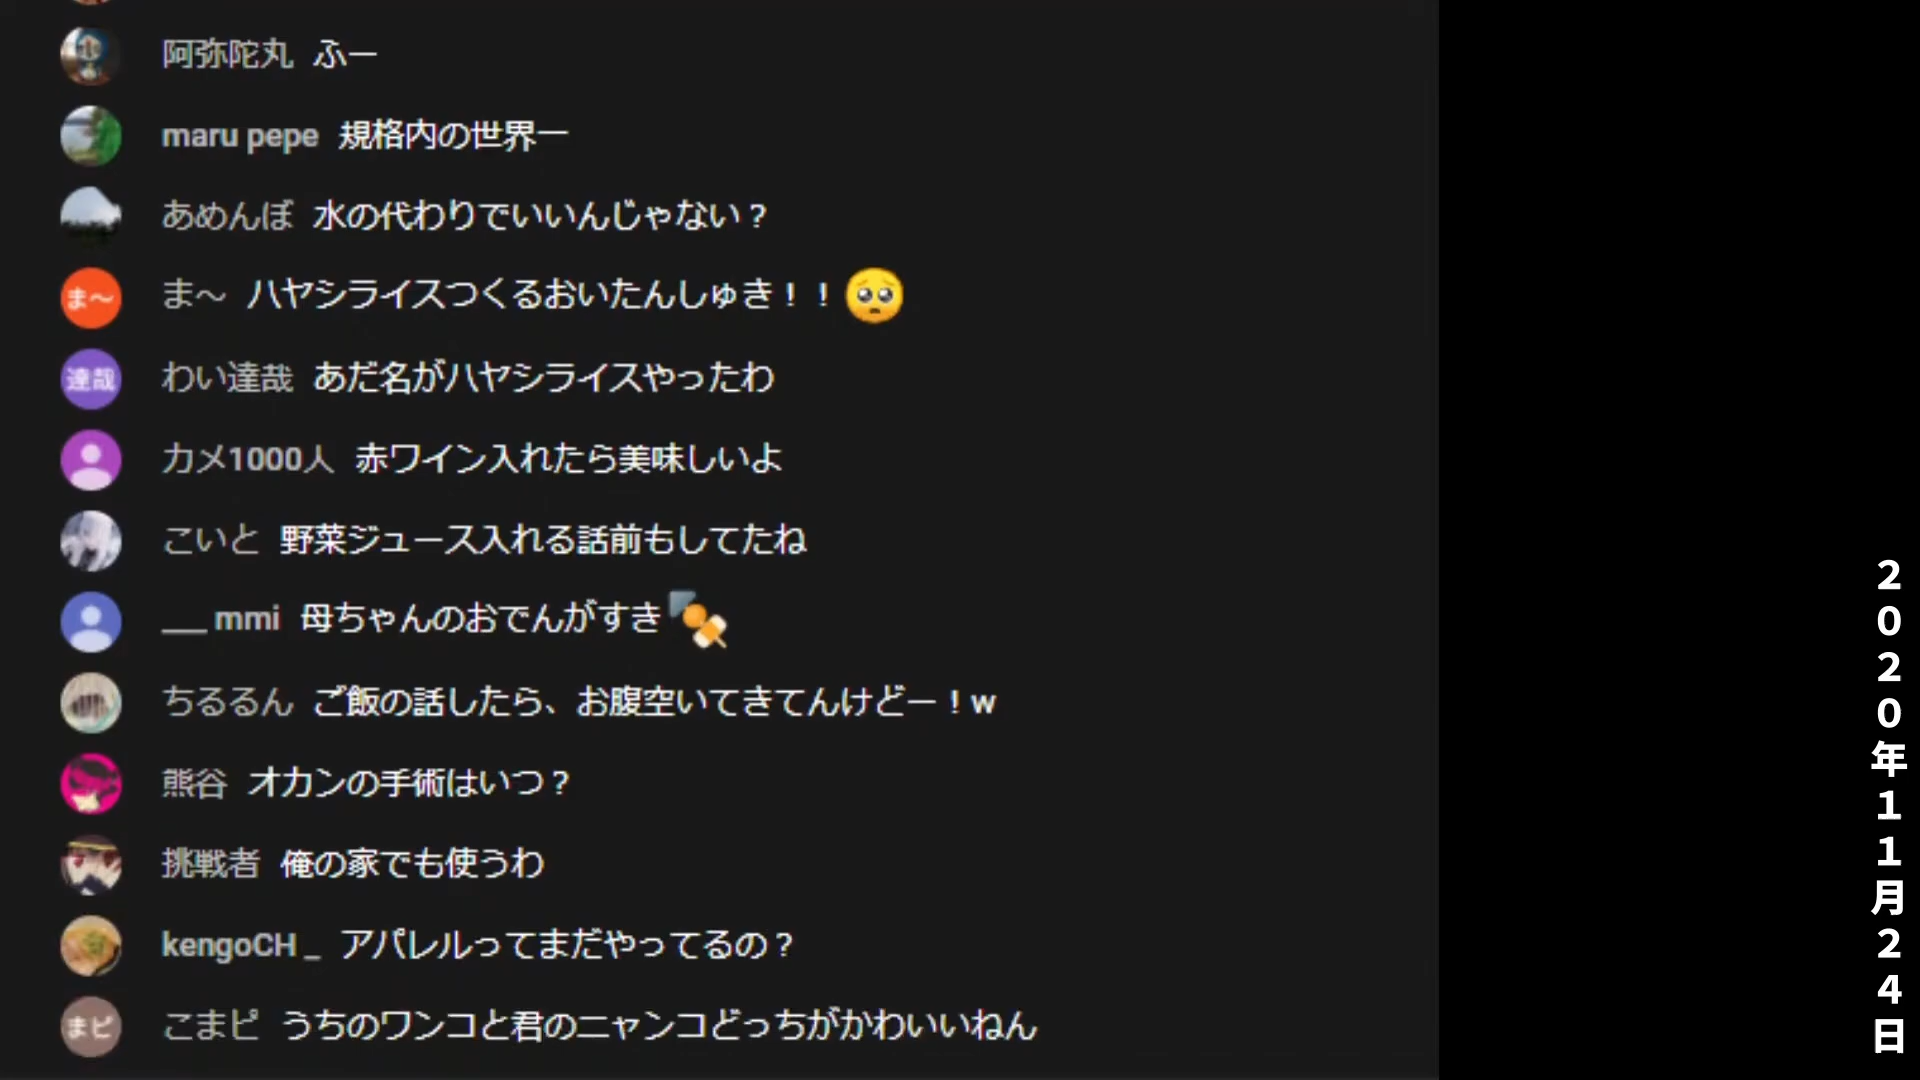 阿弥陀丸 ふー
maru pepe 規格内の世界一
あめんぼ 水の代わりでいいんじゃない？
ま～ ま～ ハヤシライスつくるおいたんしゅき！！🥺
達哉 わい達哉 あだ名がハヤシライスやったわ
カメ1000人 赤ワイン入れたら美味しいよ
こいと 野菜ジュース入れる話前もしてたね
___ mmi 母ちゃんのおでんがすき🍢
ちるるん ご飯の話したら、お腹空いてきてんけどー！w
熊谷 オカンの手術はいつ？
挑戦者 俺の家でも使うわ
kengoCH _ アパレルってまだやってるの？
まピ こまピ うちのワンコと君のニャンコどっちがかわいいねん
2020年11月24日